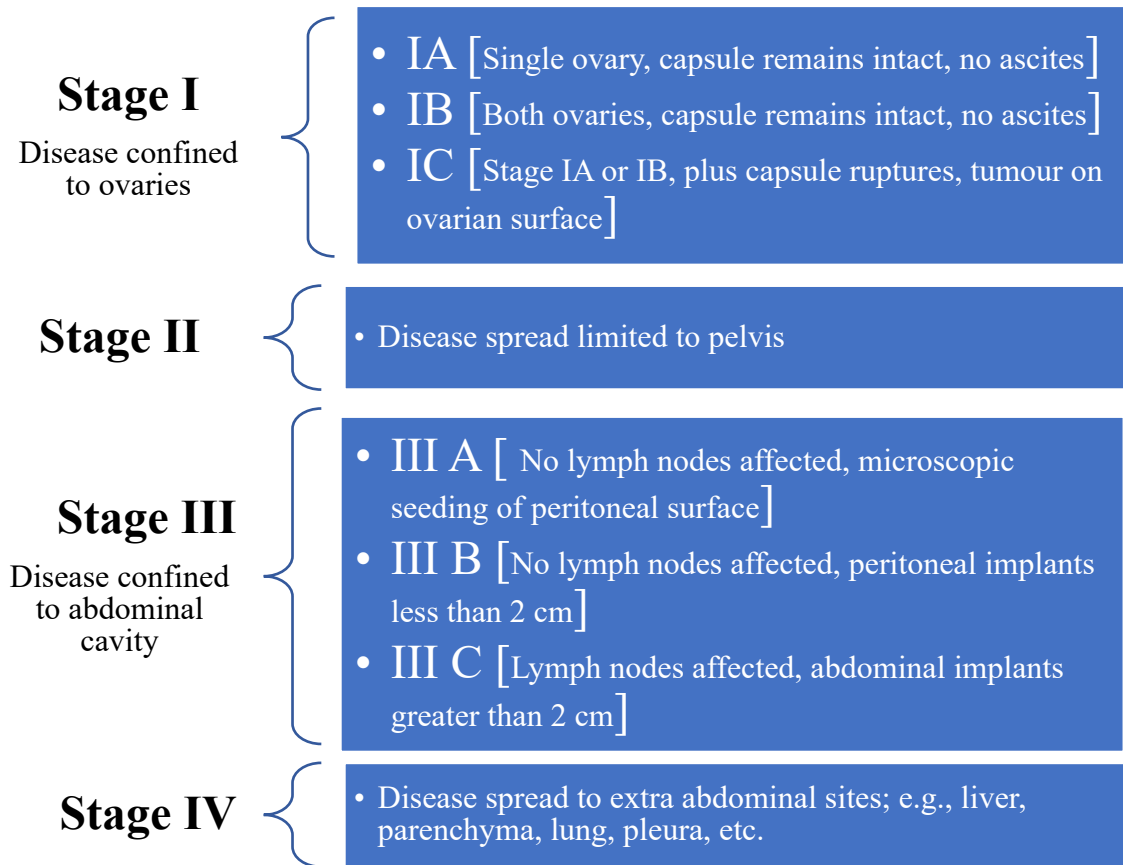 Stage I
Disease confined
to ovaries
• IA [Single ovary, capsule remains intact, no ascites]
• IB [Both ovaries, capsule remains intact, no ascites]
• IC [Stage IA or IB, plus capsule ruptures, tumour on
ovarian surface]
Stage II
• Disease spread limited to pelvis
Stage III
Disease confined
to abdominal
cavity
• III A [ No lymph nodes affected, microscopic
seeding of peritoneal surface]
• III B [No lymph nodes affected, peritoneal implants
less than 2 cm]
• III C [Lymph nodes affected, abdominal implants
greater than 2 cm]
Stage IV
• Disease spread to extra abdominal sites; e.g., liver,
parenchyma, lung, pleura, etc.